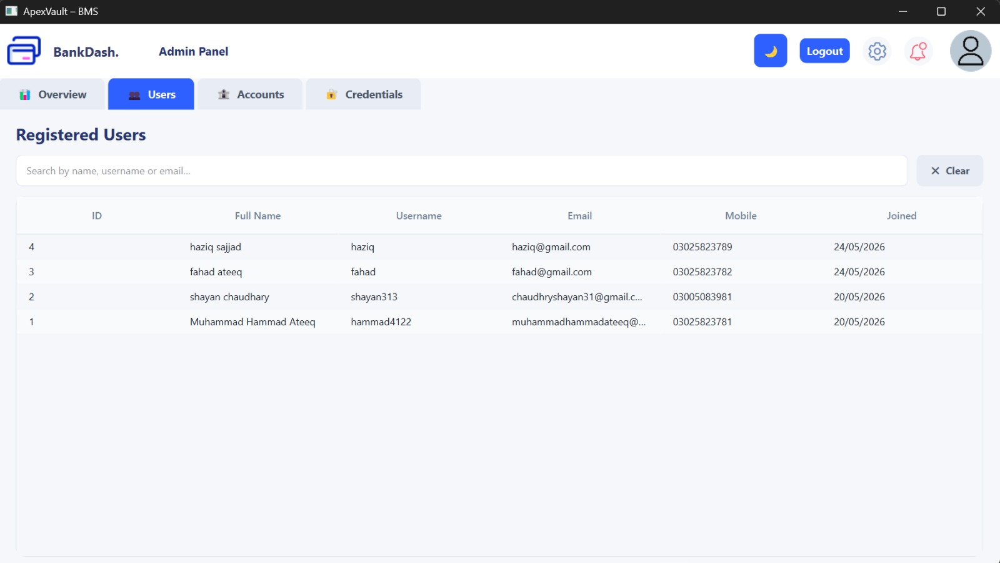 ApexVault – BMS
BankDash. Admin Panel Logout
Overview Users Accounts Credentials
Registered Users
Search by name, username or email... ✕ Clear
ID Full Name Username Email Mobile Joined
4 haziq sajjad haziq haziq@gmail.com 03025823789 24/05/2026
3 fahad ateeq fahad fahad@gmail.com 03025823782 24/05/2026
2 shayan chaudhary shayan313 chaudhryshayan31@gmail.c... 03005083981 20/05/2026
1 Muhammad Hammad Ateeq hammad4122 muhammadhammadateeq@... 03025823781 20/05/2026